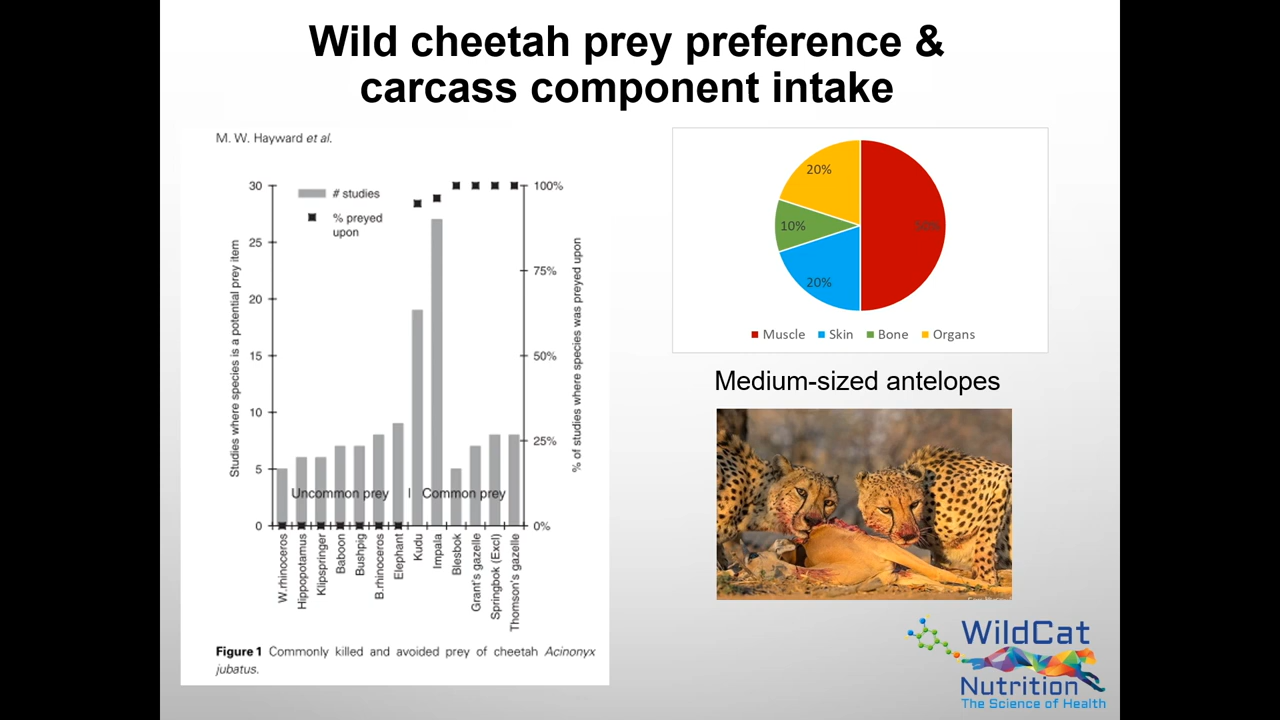 Wild cheetah prey preference &
carcass component intake
M. W. Hayward et al.
Studies where species is a potential prey item
30
25
20
15
10
5
0
# studies
% preyed
upon
100%
75%
50%
25%
0%
% of studies where species was preyed upon
Uncommon prey | Common prey
W.rhinoceros
Hippopotamus
Klipspringer
Baboon
Bushpig
B.rhinoceros
Elephant
Kudu
Impala
Blesbok
Grant's gazelle
Springbok (Excl)
Thomson's gazelle
Figure 1 Commonly killed and avoided prey of cheetah Acinonyx
jubatus.
20%
50%
10%
20%
Muscle Skin Bone Organs
Medium-sized antelopes
WildCat
Nutrition
The Science of Health